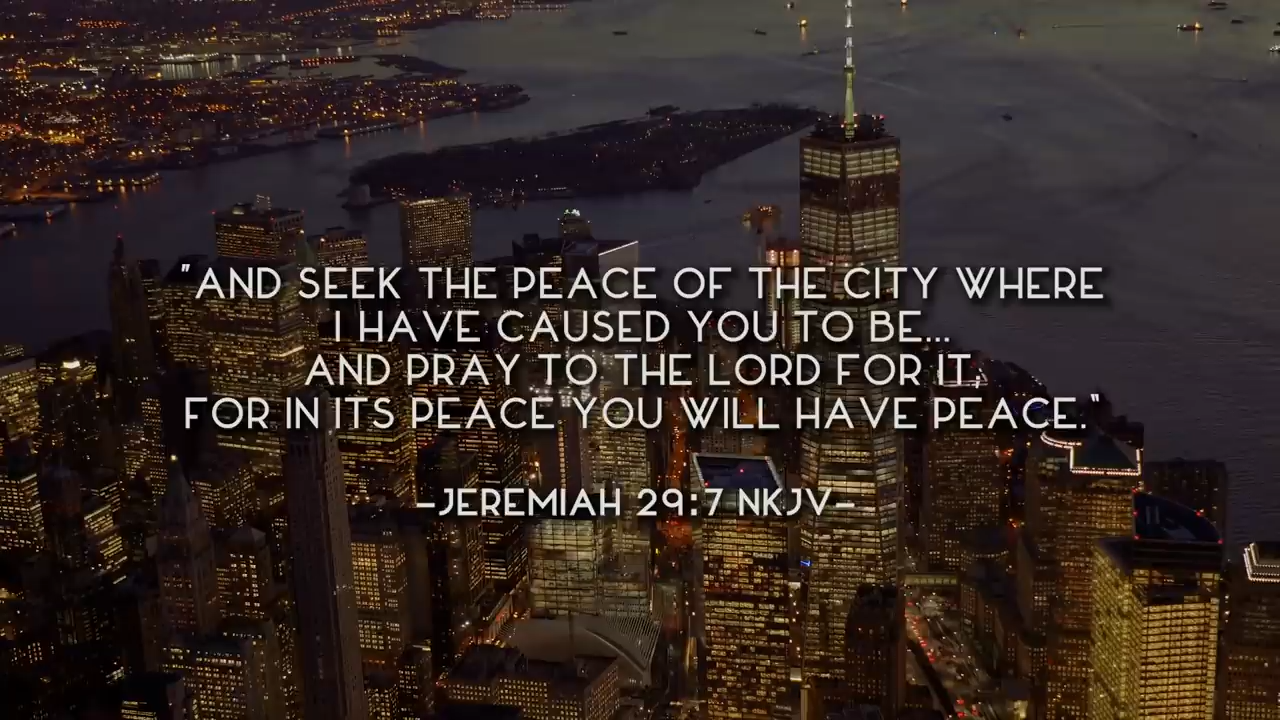 "AND SEEK THE PEACE OF THE CITY WHERE
I HAVE CAUSED YOU TO BE...
AND PRAY TO THE LORD FOR IT,
FOR IN ITS PEACE YOU WILL HAVE PEACE."
-JEREMIAH 29:7 NKJV-